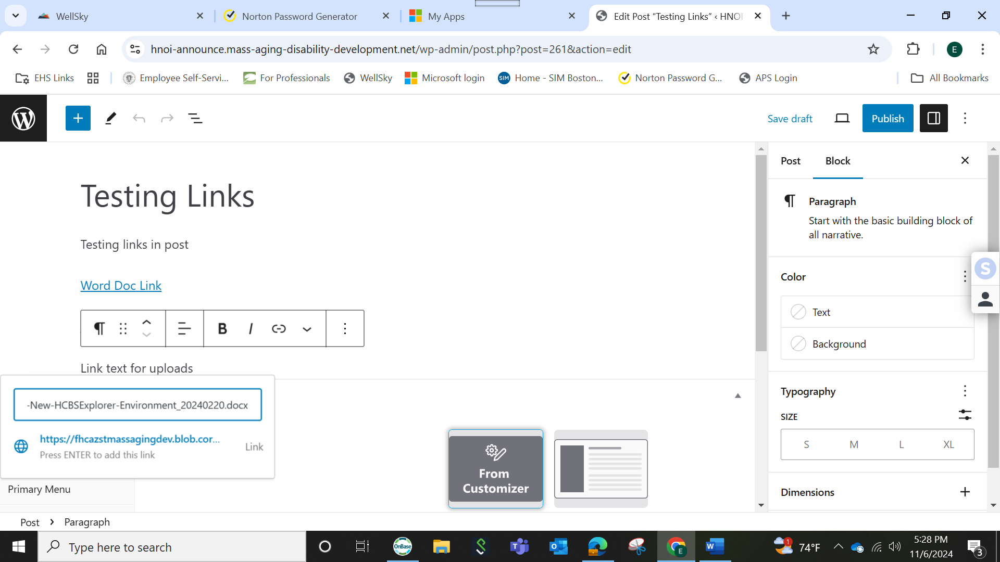 WellSky
Norton Password Generator
My Apps
Edit Post “Testing Links” ‹ HNOI
hnoi-announce.mass-aging-disability-development.net/wp-admin/post.php?post=261&action=edit
E
EHS Links
Employee Self-Servi...
For Professionals
WellSky
Microsoft login
SIM
Home - SIM Boston...
Norton Password G...
APS Login
All Bookmarks
Save draft
Publish
Testing Links
Testing links in post
Word Doc Link
B
I
Link text for uploads
-New-HCBSExplorer-Environment_20240220.docx
https://fhcazstmassagingdev.blob.cor...
Press ENTER to add this link
Link
From
Customizer
Primary Menu
Post
Block
Paragraph
Start with the basic building block of
all narrative.
Color
Text
Background
S
Typography
SIZE
S
M
L
XL
Dimensions
Post
Paragraph
Type here to search
OnBase
E
W
1
74°F
5:28 PM
11/6/2024
3